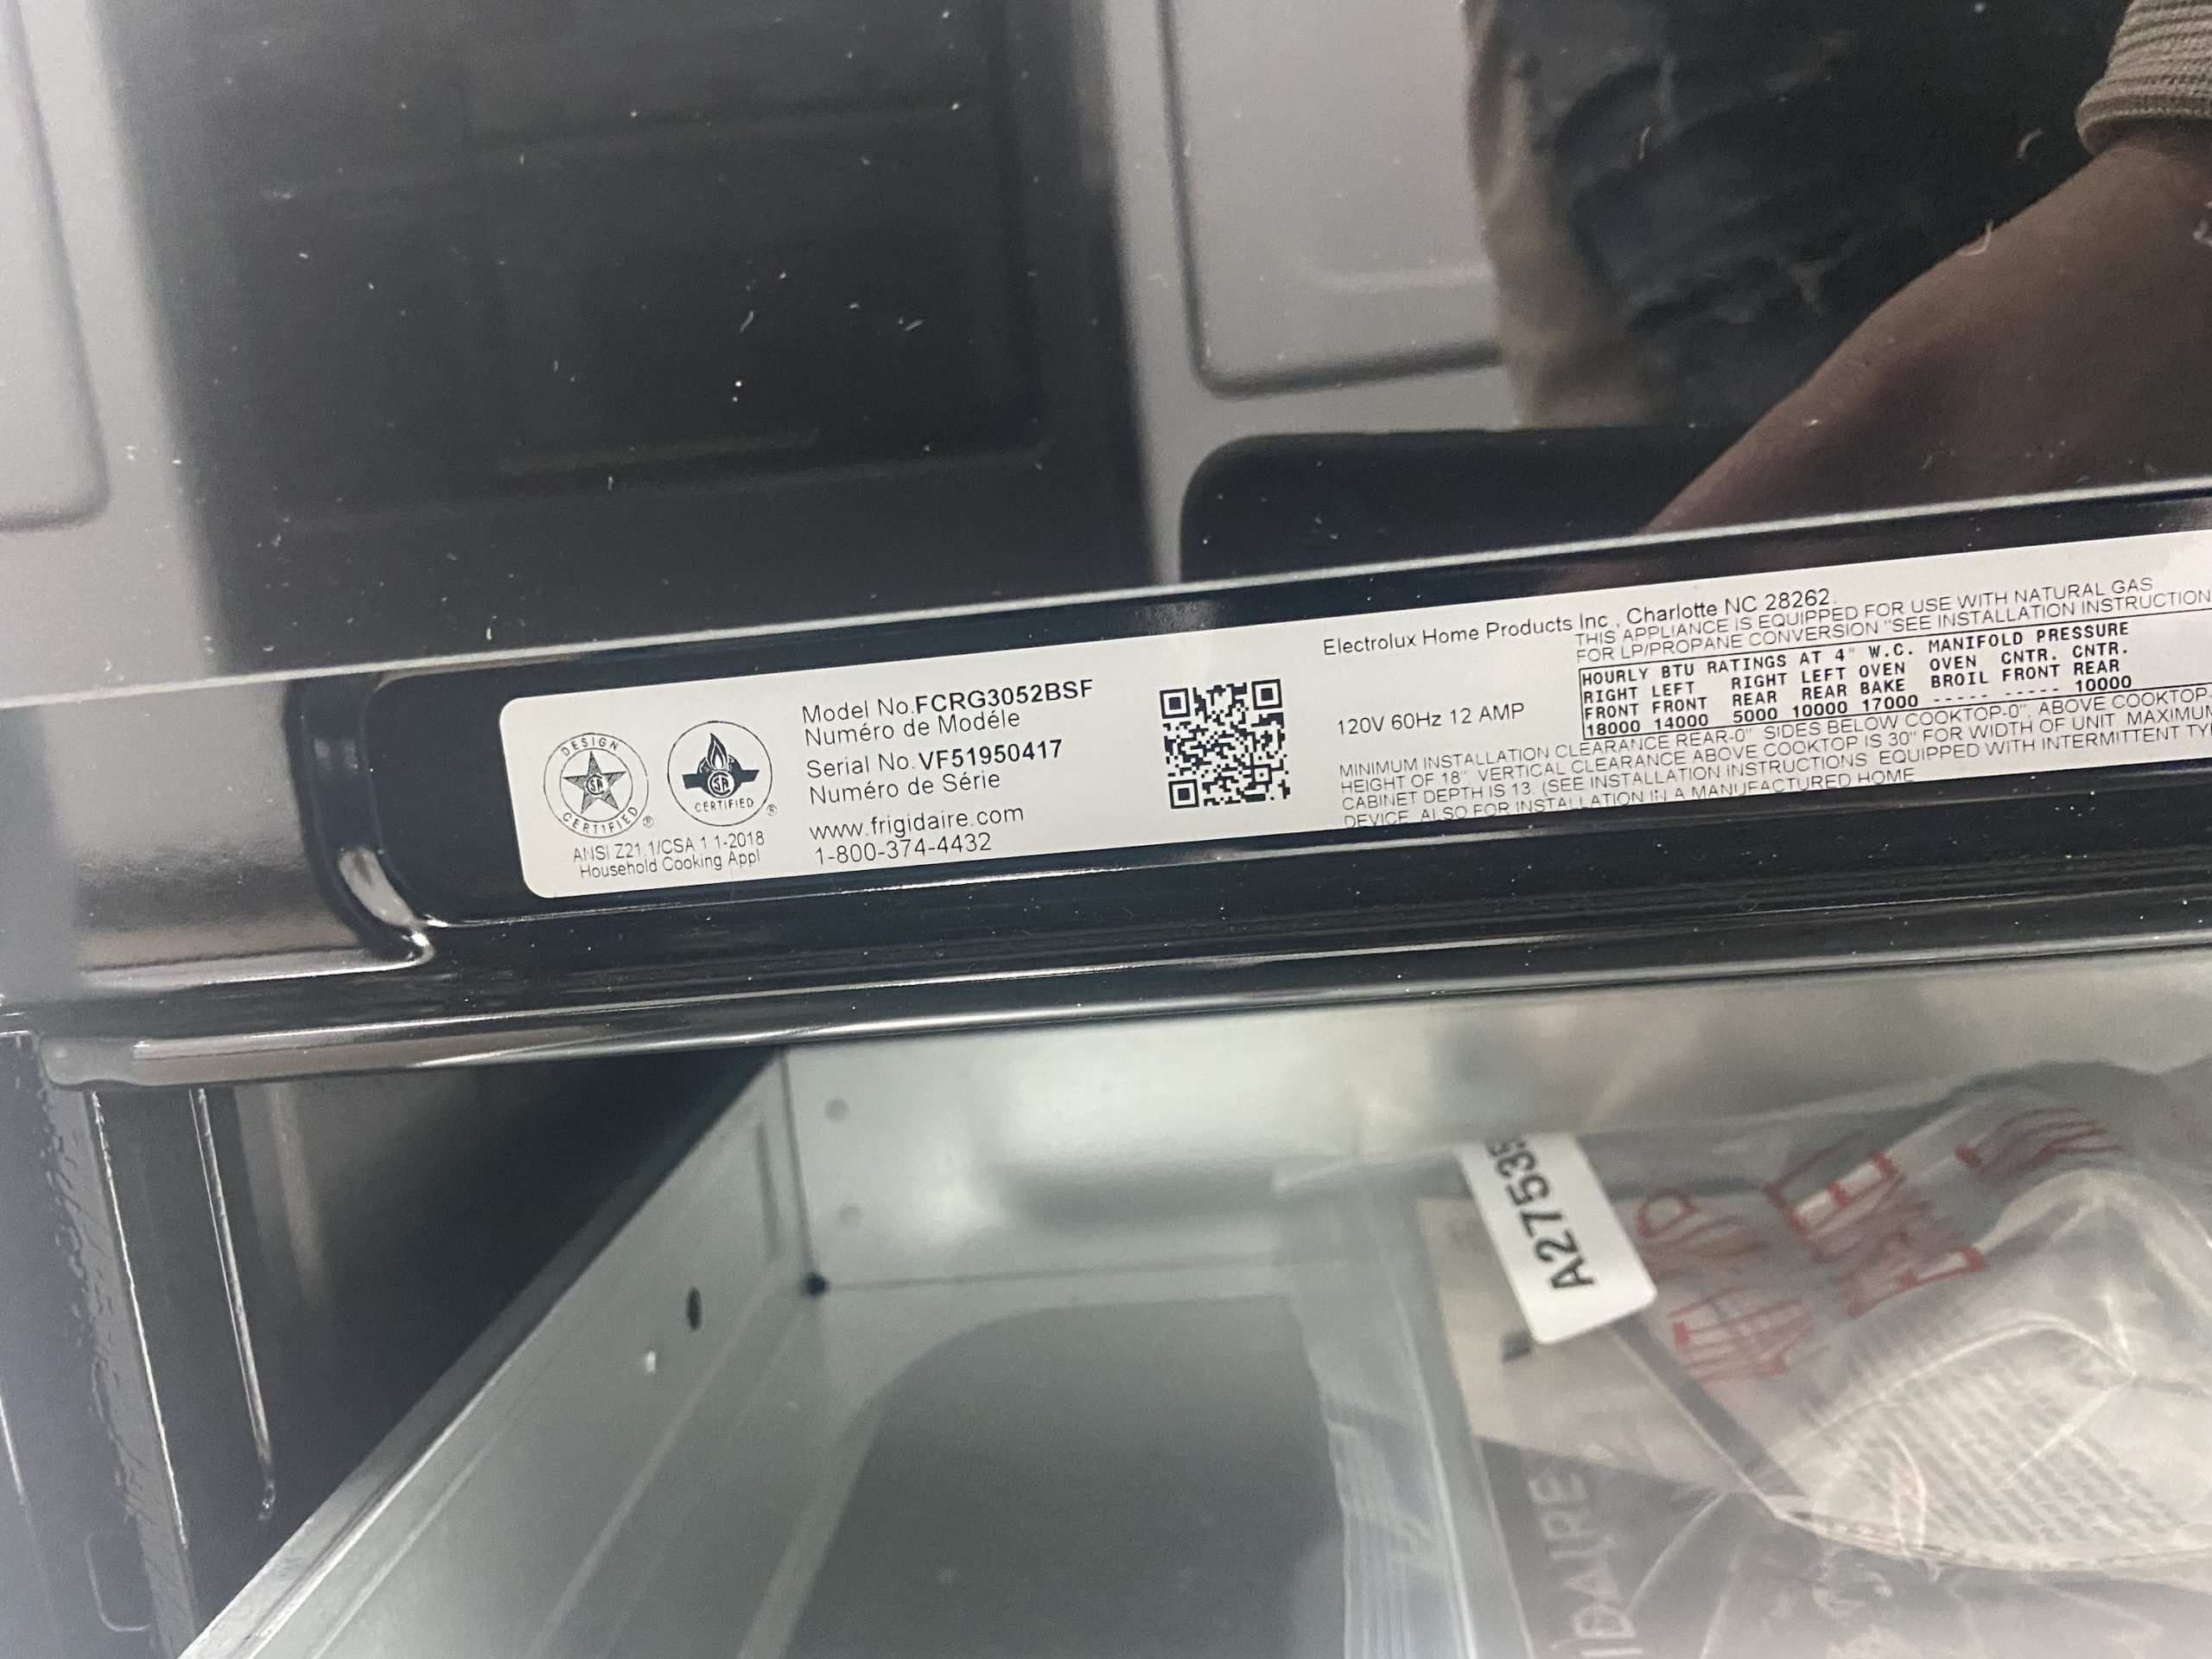 DESIGN
CERTIFIED
®
SA
CERTIFIED
®
ANSI Z21.1/CSA 1 1-2018
Household Cooking Appl
Model No.FCRG3052BSF
Numéro de Modéle
Serial No.VF51950417
Numéro de Série
www.frigidaire.com
1-800-374-4432
Electrolux Home Products Inc , Charlotte NC 28262.
THIS APPLIANCE IS EQUIPPED FOR USE WITH NATURAL GAS
FOR LP/PROPANE CONVERSION "SEE INSTALLATION INSTRUCTION
120V 60Hz 12 AMP
HOURLY BTU RATINGS AT 4" W.C. MANIFOLD PRESSURE
RIGHT LEFT RIGHT LEFT OVEN OVEN CNTR. CNTR.
FRONT FRONT REAR REAR BAKE BROIL FRONT REAR
18000 14000 5000 10000 17000 ----- ----- 10000
MINIMUM INSTALLATION CLEARANCE REAR-0" SIDES BELOW COOKTOP-0", ABOVE COOKTOP-
HEIGHT OF 18", VERTICAL CLEARANCE ABOVE COOKTOP IS 30" FOR WIDTH OF UNIT MAXIMUM
CABINET DEPTH IS 13. (SEE INSTALLATION INSTRUCTIONS EQUIPPED WITH INTERMITTENT TY
DEVICE. ALSO FOR INSTALLATION IN A MANUFACTURED HOME
A27535
IDAIRE